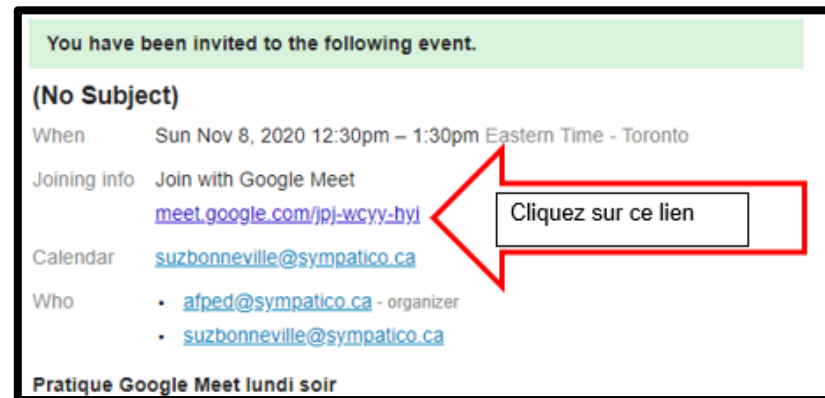 You have been invited to the following event.
(No Subject)
When Sun Nov 8, 2020 12:30pm – 1:30pm Eastern Time - Toronto
Joining info Join with Google Meet
meet.google.com/jpj-wcyy-hyi
Cliquez sur ce lien
Calendar suzbonneville@sympatico.ca
Who • afped@sympatico.ca - organizer
• suzbonneville@sympatico.ca
Pratique Google Meet lundi soir